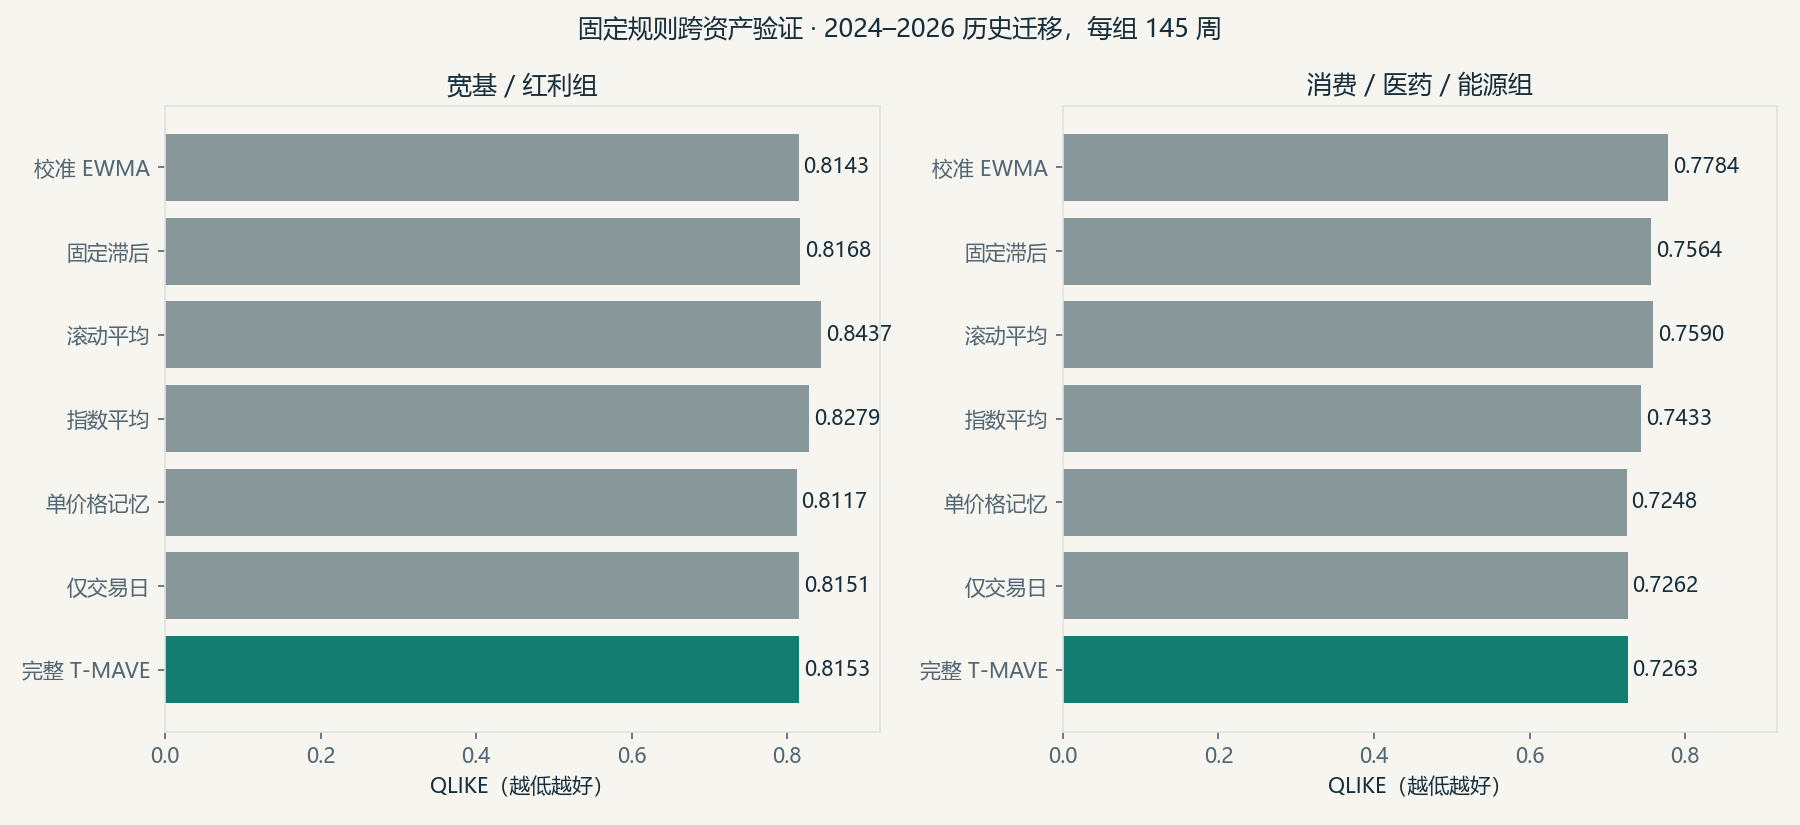 固定规则跨资产验证 · 2024–2026 历史迁移，每组 145 周
宽基 / 红利组
校准 EWMA
0.8143
固定滞后
0.8168
滚动平均
0.8437
指数平均
0.8279
单价格记忆
0.8117
仅交易日
0.8151
完整 T-MAVE
0.8153
0.0
0.2
0.4
0.6
0.8
QLIKE（越低越好）
消费 / 医药 / 能源组
校准 EWMA
0.7784
固定滞后
0.7564
滚动平均
0.7590
指数平均
0.7433
单价格记忆
0.7248
仅交易日
0.7262
完整 T-MAVE
0.7263
0.0
0.2
0.4
0.6
0.8
QLIKE（越低越好）